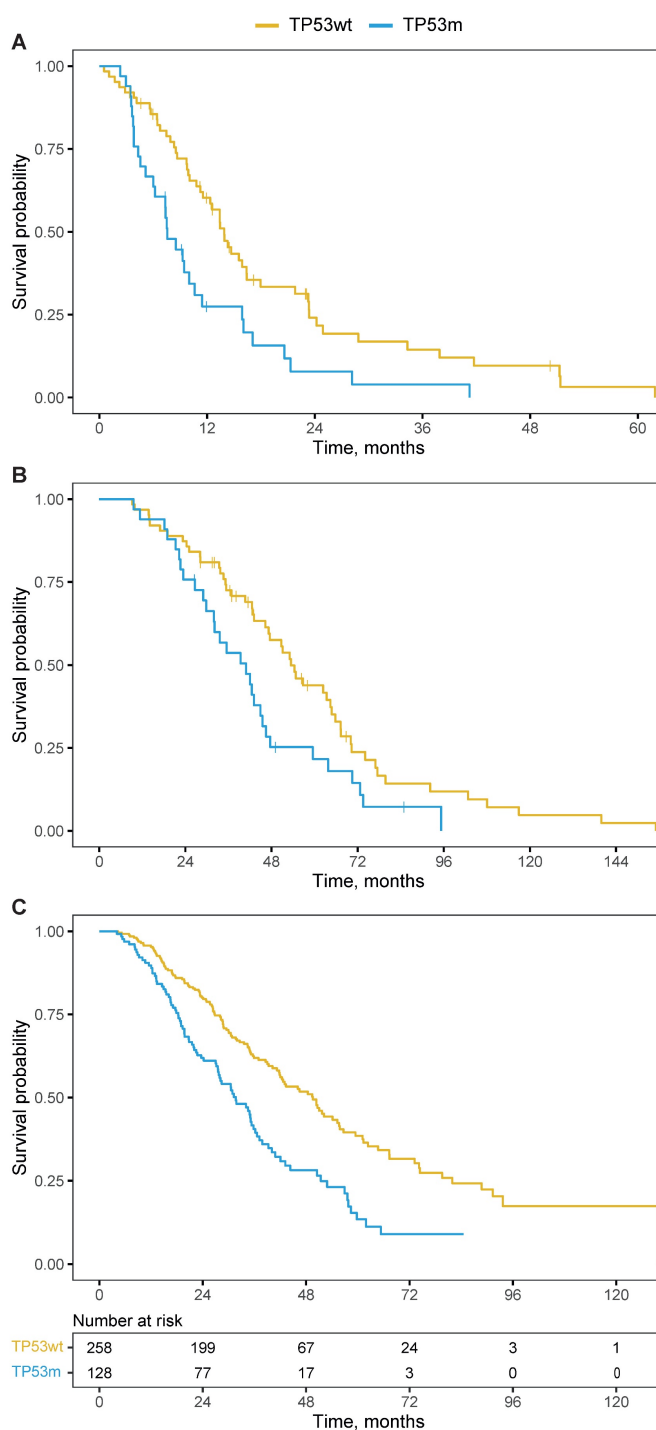 TP53wt TP53m
A
1.00
0.75
0.50
0.25
0.00
Survival probability
0 12 24 36 48 60
Time, months
B
1.00
0.75
0.50
0.25
0.00
Survival probability
0 24 48 72 96 120 144
Time, months
C
1.00
0.75
0.50
0.25
0.00
Survival probability
0 24 48 72 96 120
Number at risk
TP53wt 258 199 67 24 3 1
TP53m 128 77 17 3 0 0
0 24 48 72 96 120
Time, months